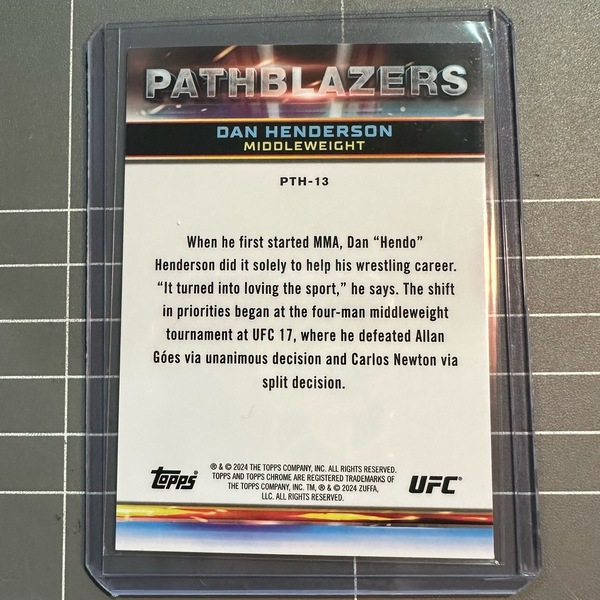 PATHBLAZERS
DAN HENDERSON
MIDDLEWEIGHT
PTH-13
When he first started MMA, Dan “Hendo”
Henderson did it solely to help his wrestling career.
“It turned into loving the sport,” he says. The shift
in priorities began at the four-man middleweight
tournament at UFC 17, where he defeated Allan
Góes via unanimous decision and Carlos Newton via
split decision.
topps®
® & © 2024 THE TOPPS COMPANY, INC. ALL RIGHTS RESERVED.
TOPPS AND TOPPS CHROME ARE REGISTERED TRADEMARKS OF
THE TOPPS COMPANY, INC. TM, ® & © 2024 ZUFFA,
LLC. ALL RIGHTS RESERVED.
UFC®